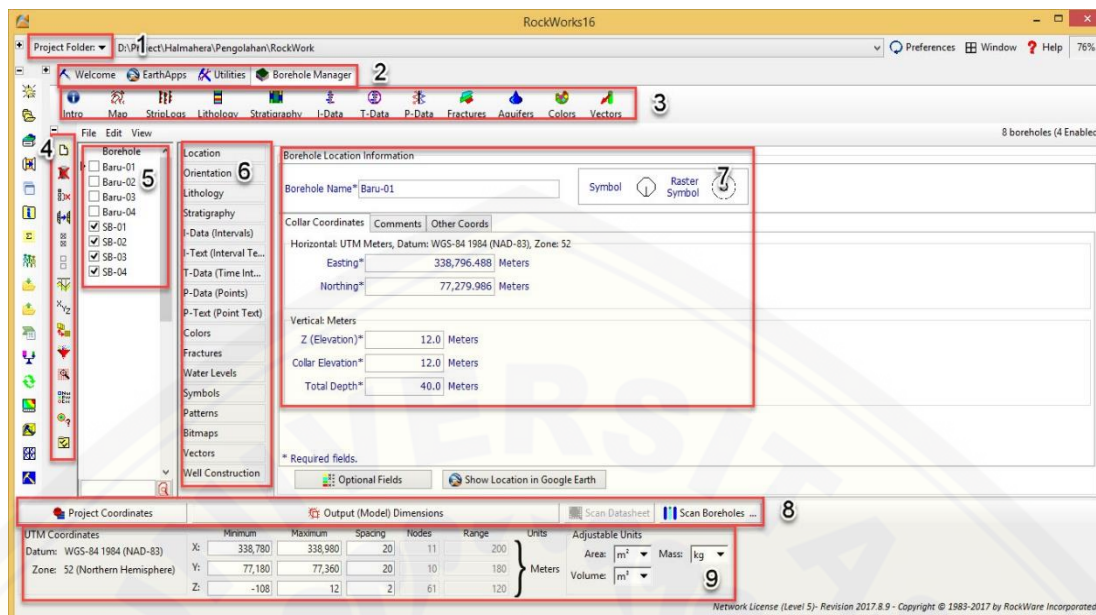 RockWorks16
Project Folder: D:\Project\Halmahera\Pengolahan\RockWork
Preferences Window Help 76%
1
Welcome EarthApps Utilities Borehole Manager
2
Intro Map StripLogs Lithology Stratigraphy I-Data T-Data P-Data Fractures Aquifers Colors Vectors
3
File Edit View
8 boreholes (4 Enabled
4
Borehole
Baru-01
Baru-02
Baru-03
Baru-04
SB-01
SB-02
SB-03
SB-04
5
Location
Orientation
Lithology
Stratigraphy
I-Data (Intervals)
I-Text (Interval Te...
T-Data (Time Int...
P-Data (Points)
P-Text (Point Text)
Colors
Fractures
Water Levels
Symbols
Patterns
Bitmaps
Vectors
Well Construction
6
Borehole Location Information
Borehole Name* Baru-01
Symbol Raster Symbol
7
Collar Coordinates Comments Other Coords
Horizontal: UTM Meters, Datum: WGS-84 1984 (NAD-83), Zone: 52
Easting* 338,796.488 Meters
Northing* 77,279.986 Meters
Vertical: Meters
Z (Elevation)* 12.0 Meters
Collar Elevation* 12.0 Meters
Total Depth* 40.0 Meters
* Required fields.
Optional Fields Show Location in Google Earth
Project Coordinates Output (Model) Dimensions Scan Datasheet Scan Boreholes ...
8
UTM Coordinates
Datum: WGS-84 1984 (NAD-83)
Zone: 52 (Northern Hemisphere)
Minimum Maximum Spacing Nodes Range Units
X: 338,780 338,980 20 11 200
Y: 77,180 77,360 20 10 180 Meters
Z: -108 12 2 61 120
Adjustable Units
Area: m² Mass: kg
Volume: m³
9
Network License (Level 5)- Revision 2017.8.9 - Copyright © 1983-2017 by RockWare Incorporated
UNIVERSITA